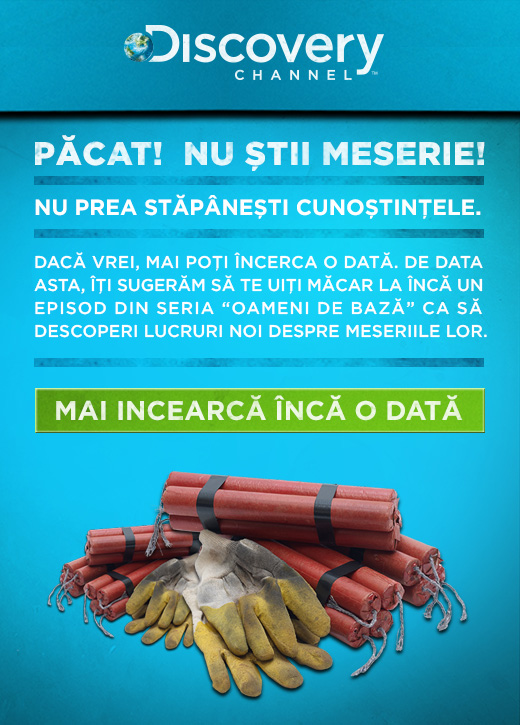 Discovery
CHANNEL™
PĂCAT! NU ȘTII MESERIE!
NU PREA STĂPÂNEȘTI CUNOȘTINȚELE.
DACĂ VREI, MAI POȚI ÎNCERCA O DATĂ. DE DATA
ASTA, ÎȚI SUGERĂM SĂ TE UIȚI MĂCAR LA ÎNCĂ UN
EPISOD DIN SERIA “OAMENI DE BAZĂ” CA SĂ
DESCOPERI LUCRURI NOI DESPRE MESERIILE LOR.
MAI INCEARCĂ ÎNCĂ O DATĂ